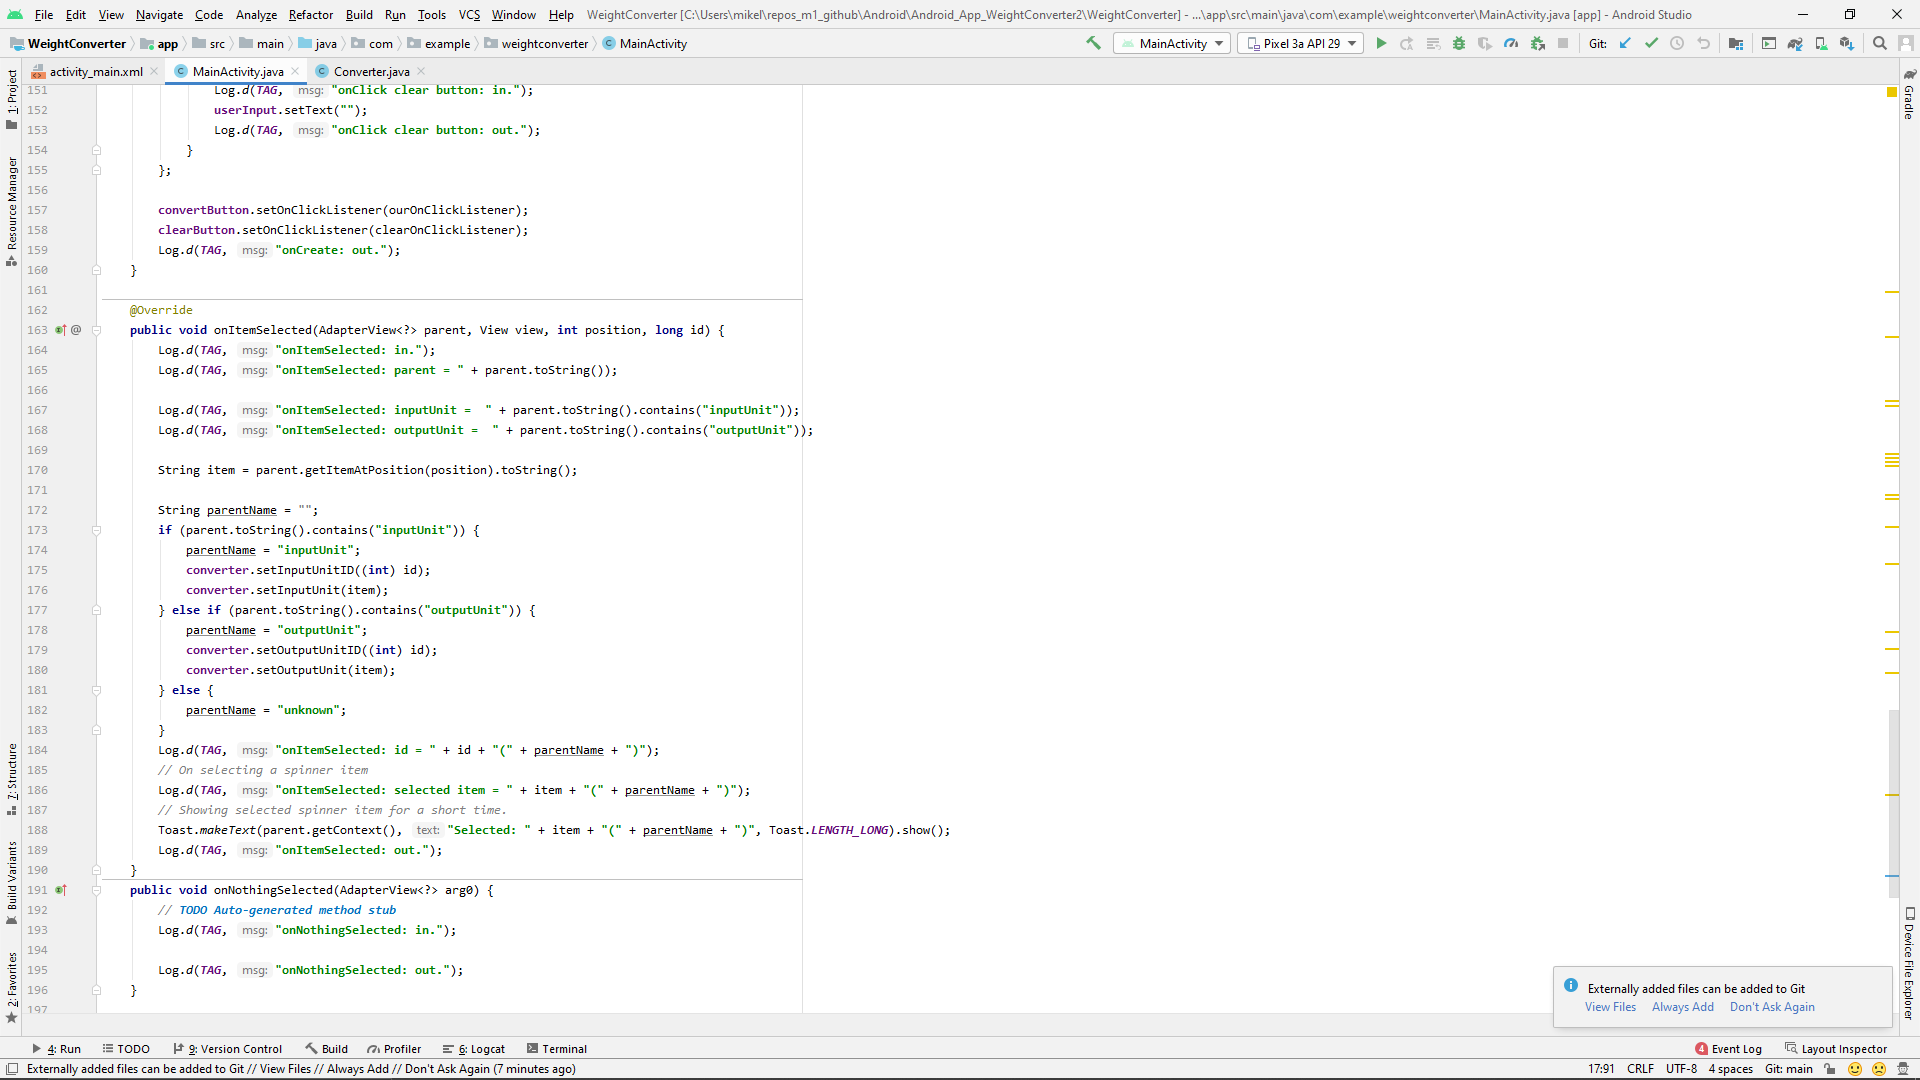 File Edit View Navigate Code Analyze Refactor Build Run Tools VCS Window Help WeightConverter [C:\Users\mikel\repos_m1_github\Android\Android_App_WeightConverter2\WeightConverter] - ...\app\src\main\java\com\example\weightconverter\MainActivity.java [app] - Android Studio
WeightConverter app src main java com example weightconverter MainActivity MainActivity Pixel 3a API 29 Git:
activity_main.xml MainActivity.java Converter.java
1: Project
Resource Manager
7: Structure
Build Variants
2: Favorites
Gradle
Device File Explorer
151 Log.d(TAG, msg: "onClick clear button: in.");
152 userInput.setText("");
153 Log.d(TAG, msg: "onClick clear button: out.");
154 }
155 };
156
157 convertButton.setOnClickListener(ourOnClickListener);
158 clearButton.setOnClickListener(clearOnClickListener);
159 Log.d(TAG, msg: "onCreate: out.");
160 }
161
162 @Override
163 @ public void onItemSelected(AdapterView<?> parent, View view, int position, long id) {
164 Log.d(TAG, msg: "onItemSelected: in.");
165 Log.d(TAG, msg: "onItemSelected: parent = " + parent.toString());
166
167 Log.d(TAG, msg: "onItemSelected: inputUnit =  " + parent.toString().contains("inputUnit"));
168 Log.d(TAG, msg: "onItemSelected: outputUnit =  " + parent.toString().contains("outputUnit"));
169
170 String item = parent.getItemAtPosition(position).toString();
171
172 String parentName = "";
173 if (parent.toString().contains("inputUnit")) {
174 parentName = "inputUnit";
175 converter.setInputUnitID((int) id);
176 converter.setInputUnit(item);
177 } else if (parent.toString().contains("outputUnit")) {
178 parentName = "outputUnit";
179 converter.setOutputUnitID((int) id);
180 converter.setOutputUnit(item);
181 } else {
182 parentName = "unknown";
183 }
184 Log.d(TAG, msg: "onItemSelected: id = " + id + "(" + parentName + ")");
185 // On selecting a spinner item
186 Log.d(TAG, msg: "onItemSelected: selected item = " + item + "(" + parentName + ")");
187 // Showing selected spinner item for a short time.
188 Toast.makeText(parent.getContext(), text: "Selected: " + item + "(" + parentName + ")", Toast.LENGTH_LONG).show();
189 Log.d(TAG, msg: "onItemSelected: out.");
190 }
191 public void onNothingSelected(AdapterView<?> arg0) {
192 // TODO Auto-generated method stub
193 Log.d(TAG, msg: "onNothingSelected: in.");
194
195 Log.d(TAG, msg: "onNothingSelected: out.");
196 }
197
Externally added files can be added to Git
View Files Always Add Don't Ask Again
4: Run TODO 9: Version Control Build Profiler 6: Logcat Terminal 4 Event Log Layout Inspector
Externally added files can be added to Git // View Files // Always Add // Don't Ask Again (7 minutes ago) 17:91 CRLF UTF-8 4 spaces Git: main